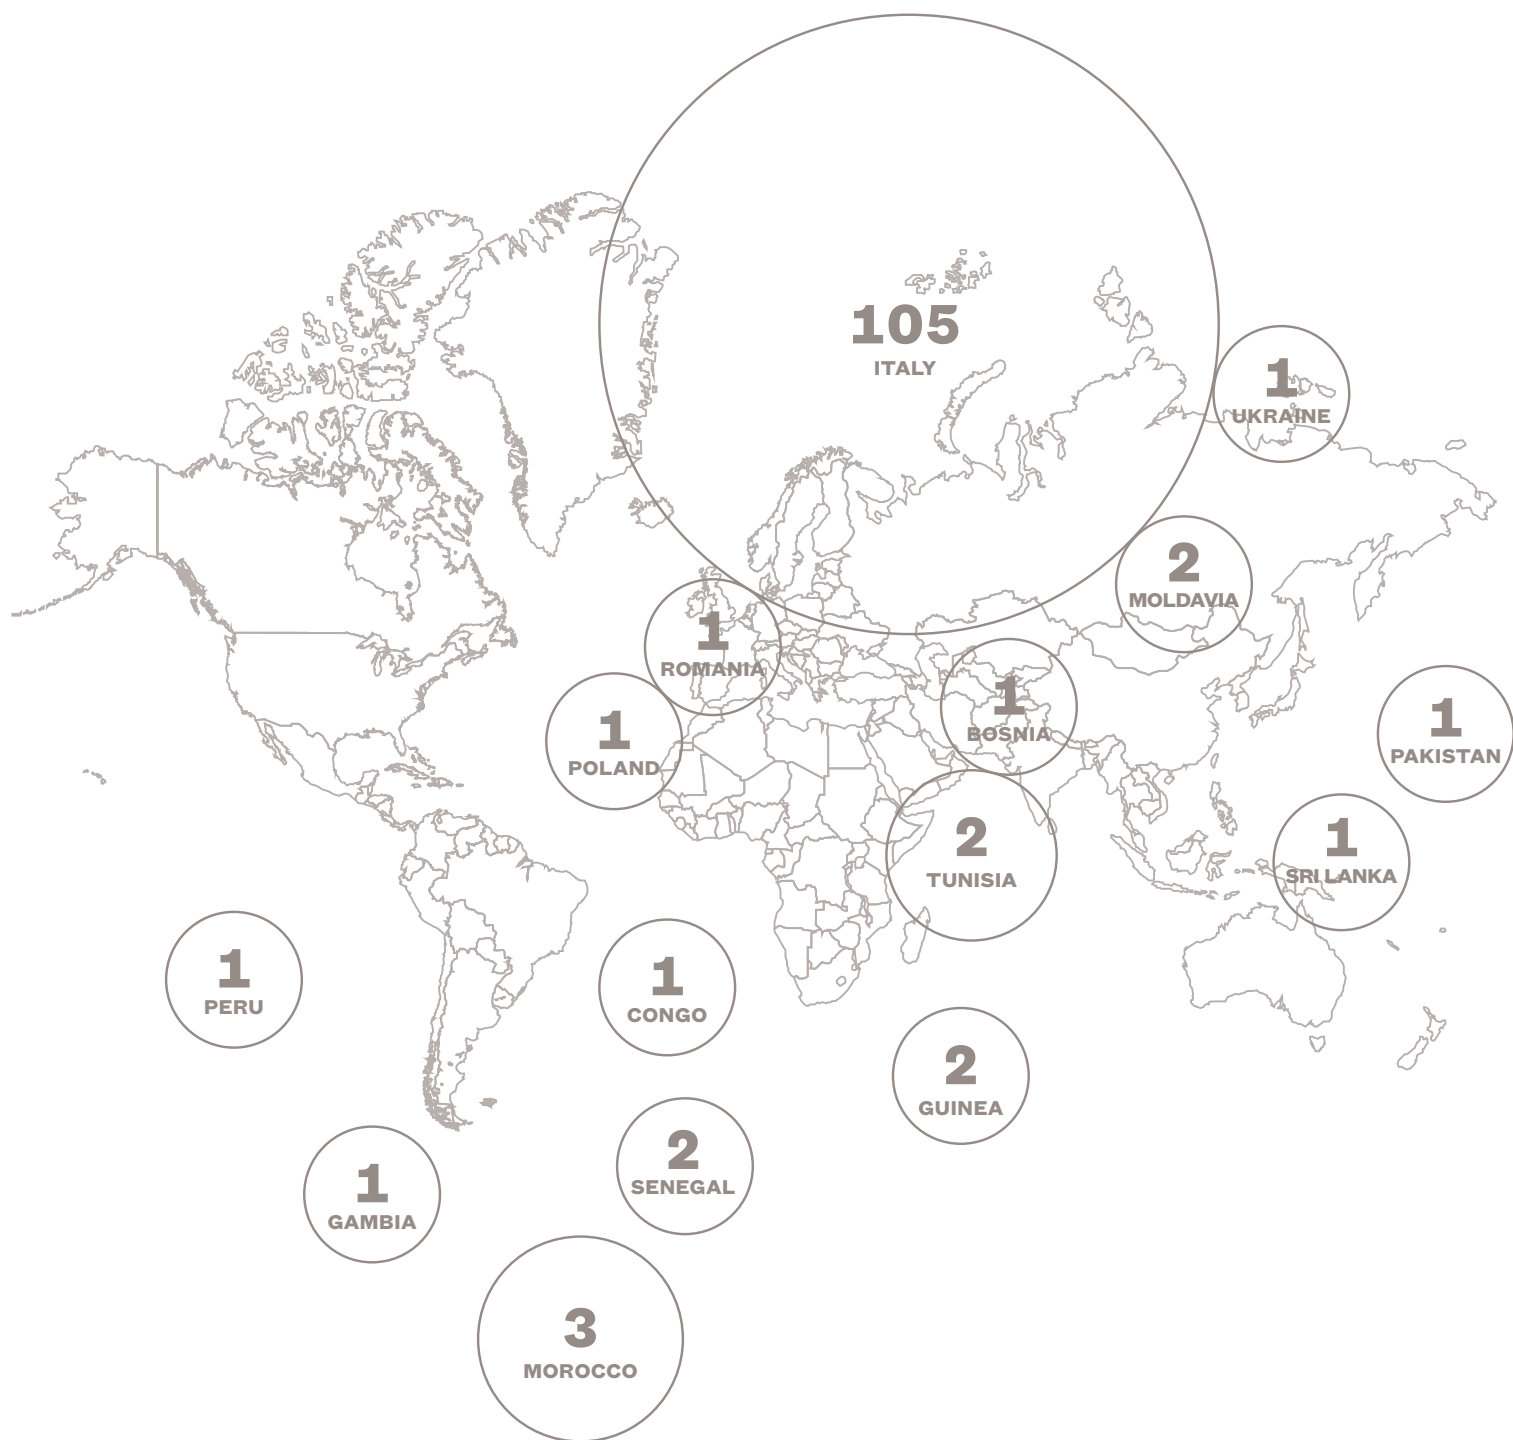 105
ITALY
1
UKRAINE
2
MOLDAVIA
1
ROMANIA
1
BOSNIA
1
POLAND
1
PAKISTAN
2
TUNISIA
1
SRI LANKA
1
PERU
1
CONGO
2
GUINEA
2
SENEGAL
1
GAMBIA
3
MOROCCO